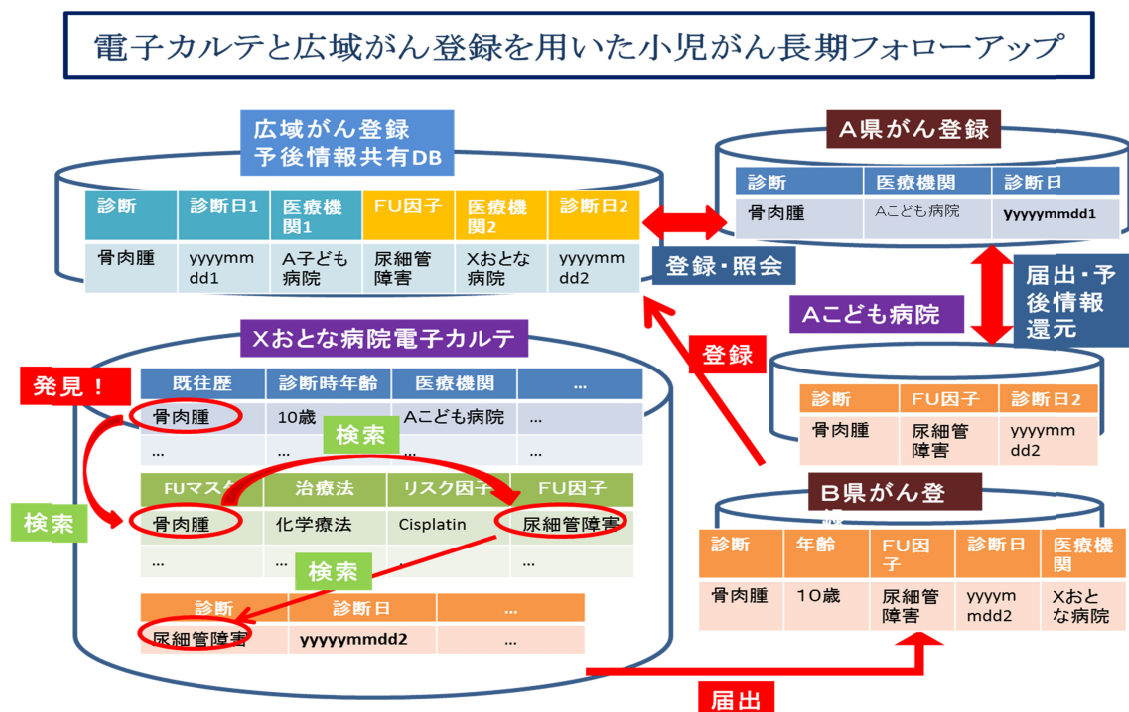 電子カルテと広域がん登録を用いた小児がん長期フォローアップ
広域がん登録
予後情報共有DB
診断 診断日1 医療機関1 FU因子 医療機関2 診断日2
骨肉腫 yyyymmdd1 A子ども病院 尿細管障害 Xおとな病院 yyyymmdd2
A県がん登録
診断 医療機関 診断日
骨肉腫 Aこども病院 yyyyymmdd1
登録・照会
届出・予後情報還元
Aこども病院
診断 FU因子 診断日2
骨肉腫 尿細管障害 yyyymmdd2
登録
Xおとな病院電子カルテ
発見！
既往歴 診断時年齢 医療機関 …
骨肉腫 10歳 Aこども病院 …
… … … …
検索
検索
FUマスタ 治療法 リスク因子 FU因子
骨肉腫 化学療法 Cisplatin 尿細管障害
… … … …
検索
診断 診断日 …
尿細管障害 yyyyymmdd2 …
B県がん登
診断 年齢 FU因子 診断日 医療機関
骨肉腫 10歳 尿細管障害 yyyymmdd2 Xおとな病院
届出